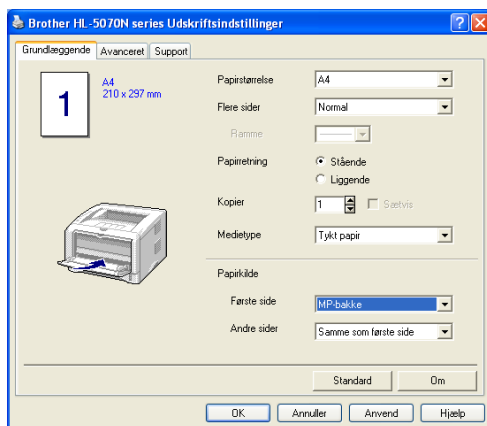 Brother HL-5070N series Udskriftsindstillinger
Grundlæggende Avanceret Support
1
A4
210 x 297 mm
Papirstørrelse A4
Flere sider Normal
Ramme
Papirretning Stående
Liggende
Kopier 1 Sætvis
Medietype Tykt papir
Papirkilde
Første side MP-bakke
Andre sider Samme som første side
Standard Om
OK Annuller Anvend Hjælp